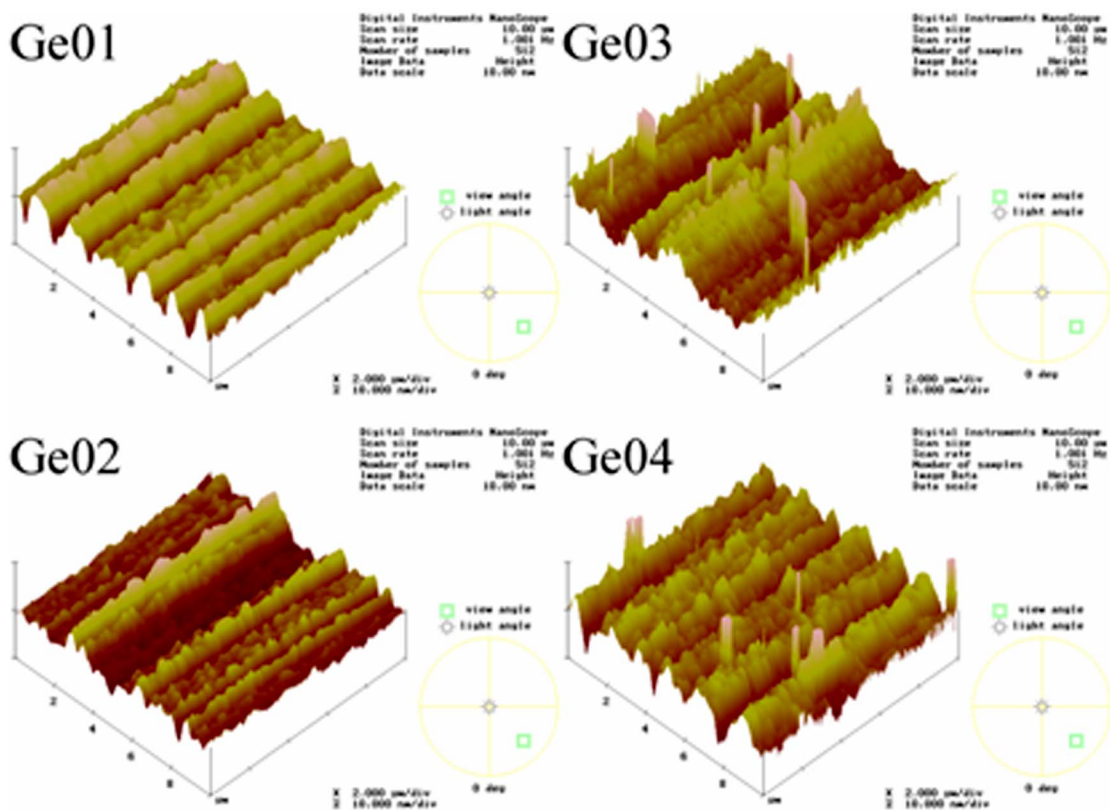 Ge01
Digital Instruments NanoScope
Scan size 10.00 µm
Scan rate 1.001 Hz
Number of samples 512
Image Data Height
Data scale 10.00 nm
view angle
light angle
2
4
6
8
µm
X 2.000 µm/div
Z 10.000 nm/div
0 deg
Ge03
Digital Instruments NanoScope
Scan size 10.00 µm
Scan rate 1.001 Hz
Number of samples 512
Image Data Height
Data scale 10.00 nm
view angle
light angle
2
4
6
8
µm
X 2.000 µm/div
Z 10.000 nm/div
0 deg
Ge02
Digital Instruments NanoScope
Scan size 10.00 µm
Scan rate 1.001 Hz
Number of samples 512
Image Data Height
Data scale 10.00 nm
view angle
light angle
2
4
6
8
µm
X 2.000 µm/div
Z 10.000 nm/div
0 deg
Ge04
Digital Instruments NanoScope
Scan size 10.00 µm
Scan rate 1.001 Hz
Number of samples 512
Image Data Height
Data scale 10.00 nm
view angle
light angle
2
4
6
8
µm
X 2.000 µm/div
Z 10.000 nm/div
0 deg